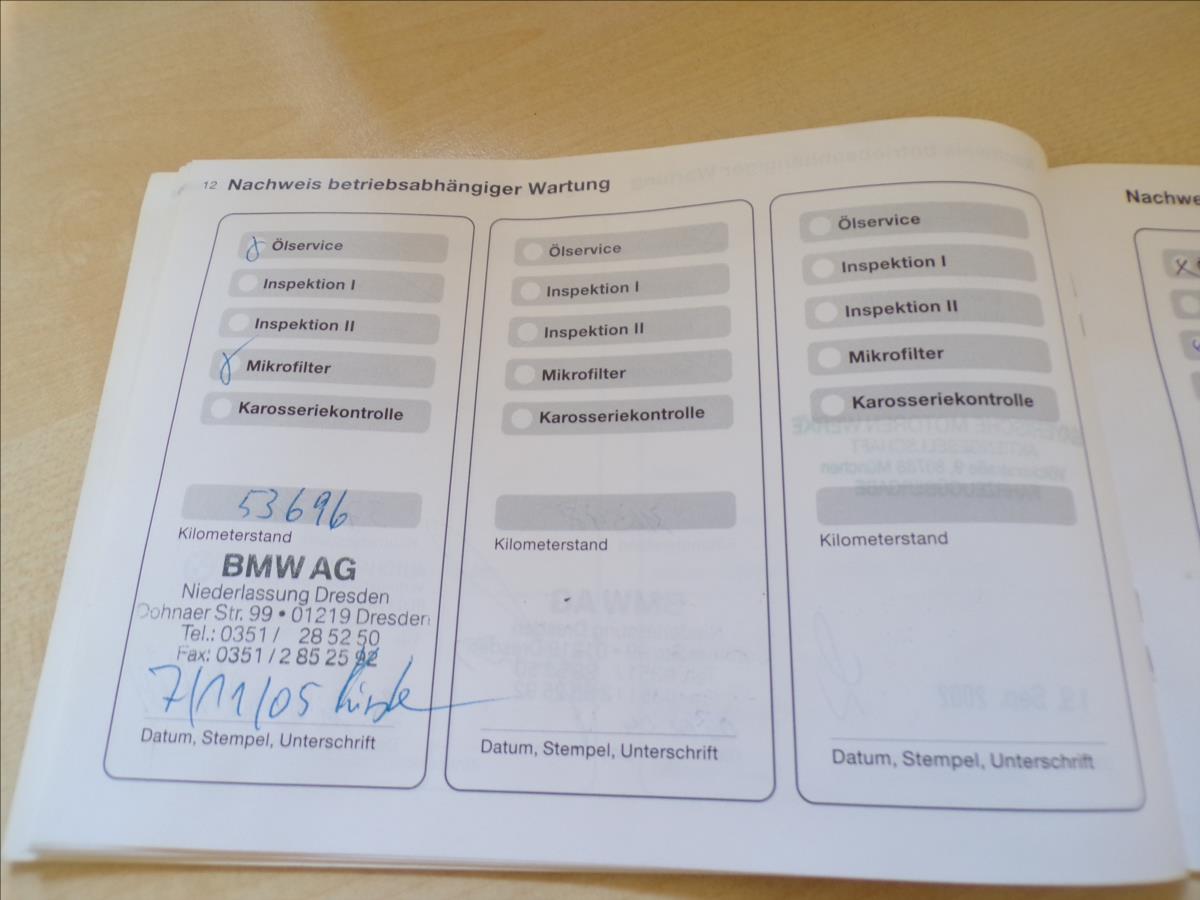 12 Nachweis betriebsabhängiger Wartung
Ölservice
Inspektion I
Inspektion II
Mikrofilter
Karosseriekontrolle
53696
Kilometerstand
BMW AG
Niederlassung Dresden
Dohnaer Str. 99 • 01219 Dresden
Tel.: 0351 / 28 52 50
Fax: 0351 / 2 85 25 92
7/11/05
Datum, Stempel, Unterschrift
Ölservice
Inspektion I
Inspektion II
Mikrofilter
Karosseriekontrolle
Kilometerstand
Datum, Stempel, Unterschrift
Ölservice
Inspektion I
Inspektion II
Mikrofilter
Karosseriekontrolle
Kilometerstand
Datum, Stempel, Unterschrift
Nachwe